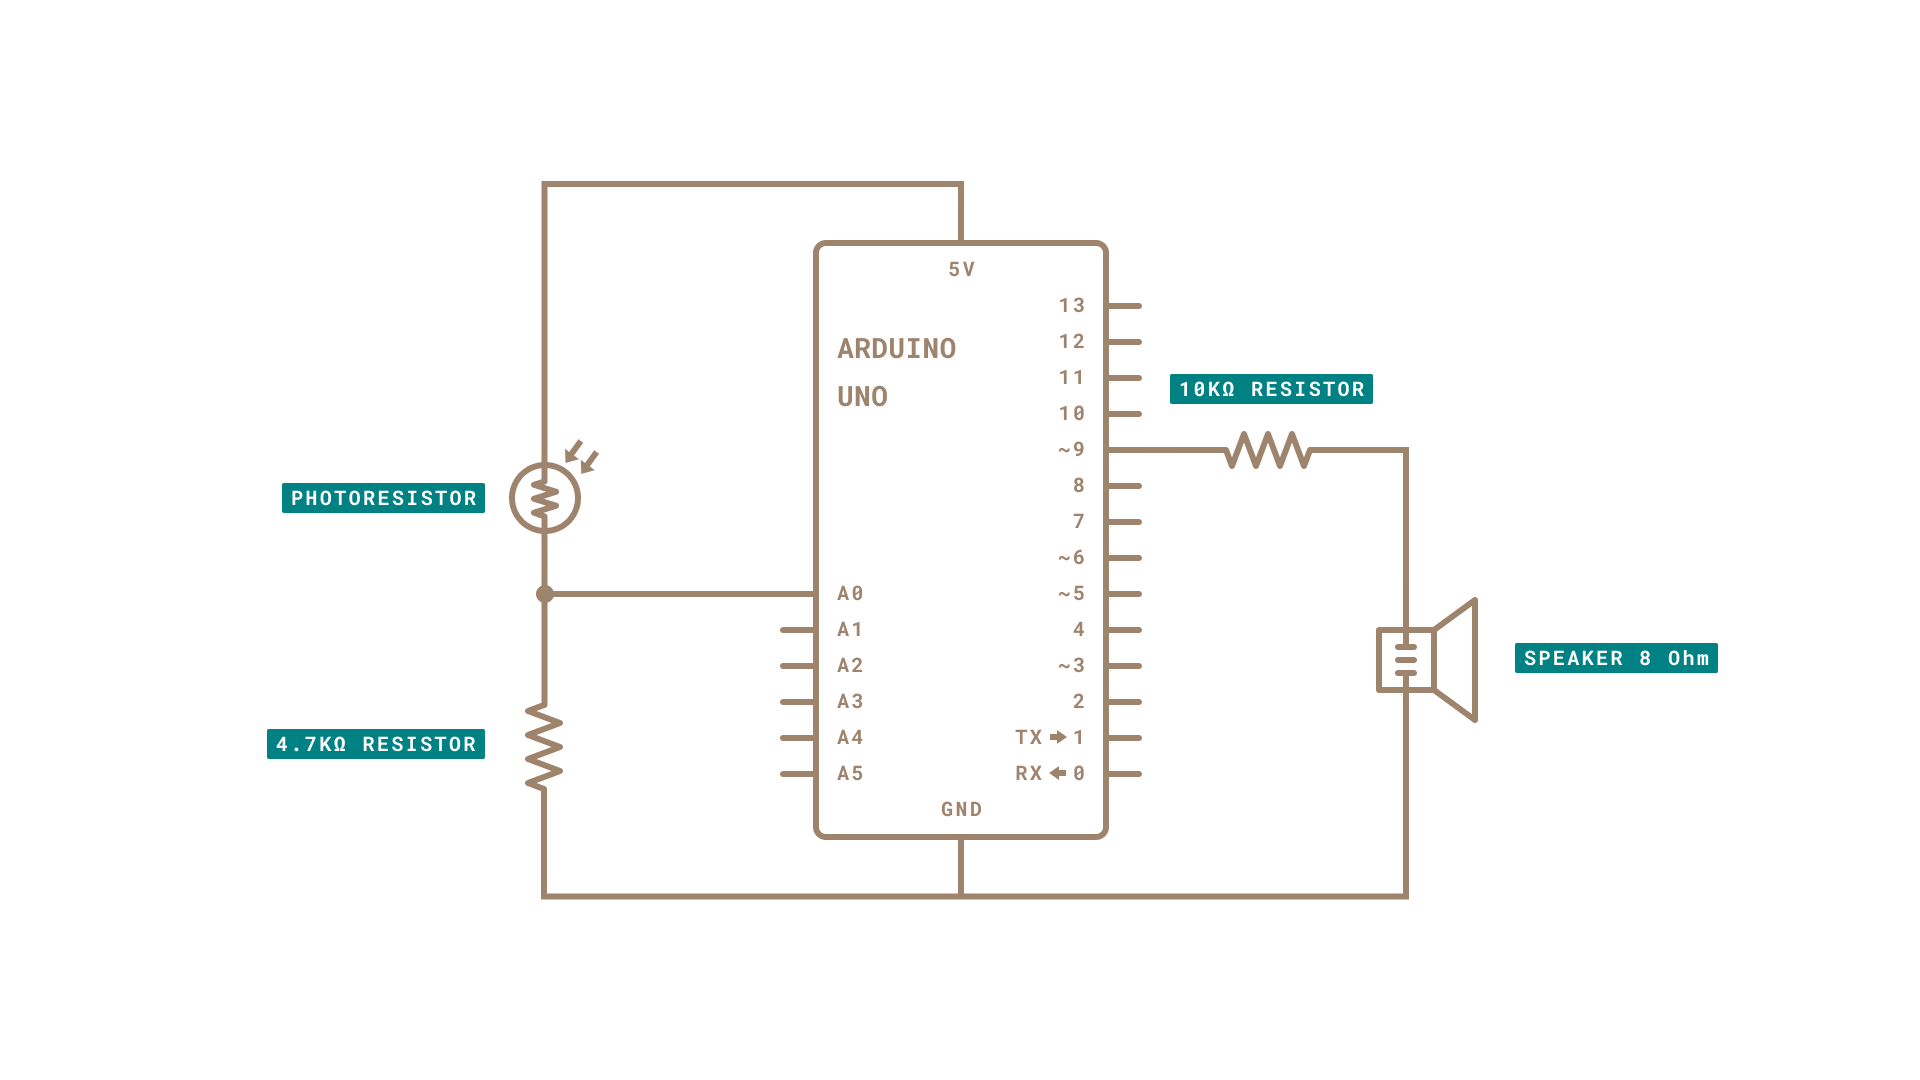 5V
ARDUINO
UNO
13
12
11
10
~9
8
7
~6
~5
4
~3
2
TX 1
RX 0
A0
A1
A2
A3
A4
A5
GND
PHOTORESISTOR
4.7KΩ RESISTOR
10KΩ RESISTOR
SPEAKER 8 Ohm